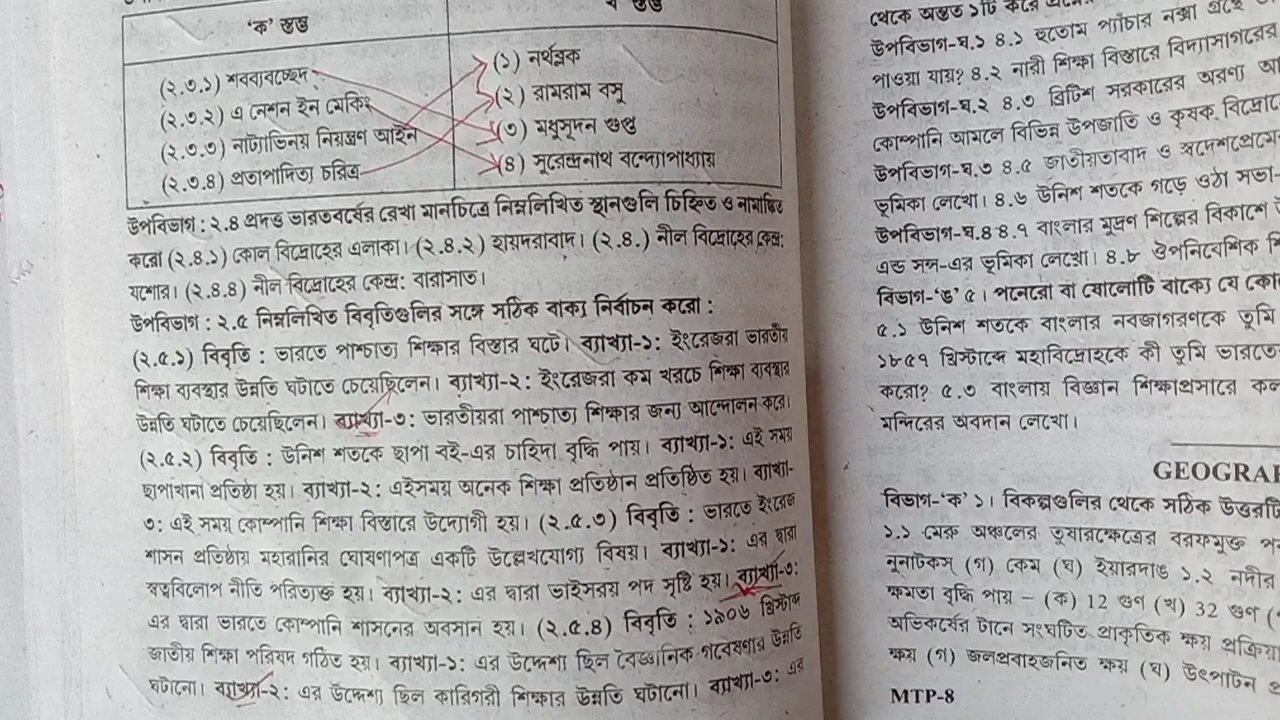 'ক' স্তম্ভ
(২.৩.১) শবব্যবচ্ছেদ
(১) নর্থব্রুক
(২.৩.২) এ নেশন ইন মেকিং
(২) রামরাম বসু
(২.৩.৩) নাট্যাভিনয় নিয়ন্ত্রণ আইন
(৩) মধুসূদন গুপ্ত
(২.৩.৪) প্রতাপাদিত্য চরিত্র
(৪) সুরেন্দ্রনাথ বন্দ্যোপাধ্যায়
উপবিভাগ : ২.৪ প্রদত্ত ভারতবর্ষের রেখা মানচিত্রে নিম্নলিখিত স্থানগুলি চিহ্নিত ও নামাঙ্কিত
করো (২.৪.১) কোল বিদ্রোহের এলাকা। (২.৪.২) হায়দরাবাদ। (২.৪.) নীল বিদ্রোহের কেন্দ্র:
যশোর। (২.৪.৪) নীল বিদ্রোহের কেন্দ্র: বারাসাত।
উপবিভাগ : ২.৫ নিম্নলিখিত বিবৃতিগুলির সঙ্গে সঠিক বাক্য নির্বাচন করো :
(২.৫.১) বিবৃতি : ভারতে পাশ্চাত্য শিক্ষার বিস্তার ঘটে। ব্যাখ্যা-১: ইংরেজরা ভারতীয়
শিক্ষা ব্যবস্থার উন্নতি ঘটাতে চেয়েছিলেন। ব্যাখ্যা-২: ইংরেজরা কম খরচে শিক্ষা ব্যবস্থার
উন্নতি ঘটাতে চেয়েছিলেন। ব্যাখ্যা-৩: ভারতীয়রা পাশ্চাত্য শিক্ষার জন্য আন্দোলন করে।
(২.৫.২) বিবৃতি : উনিশ শতকে ছাপা বই-এর চাহিদা বৃদ্ধি পায়। ব্যাখ্যা-১: এই সময়
ছাপাখানা প্রতিষ্ঠা হয়। ব্যাখ্যা-২: এইসময় অনেক শিক্ষা প্রতিষ্ঠান প্রতিষ্ঠিত হয়। ব্যাখ্যা-
৩: এই সময় কোম্পানি শিক্ষা বিস্তারে উদ্যোগী হয়। (২.৫.৩) বিবৃতি : ভারতে ইংরেজ
শাসন প্রতিষ্ঠায় মহারানির ঘোষণাপত্র একটি উল্লেখযোগ্য বিষয়। ব্যাখ্যা-১: এর দ্বারা
স্বত্ববিলোপ নীতি পরিত্যক্ত হয়। ব্যাখ্যা-২: এর দ্বারা ভাইসরয় পদ সৃষ্টি হয়। ব্যাখ্যা-৩:
এর দ্বারা ভারতে কোম্পানি শাসনের অবসান হয়। (২.৫.৪) বিবৃতি : ১৯০৬ খ্রিস্টাব্দে
জাতীয় শিক্ষা পরিষদ গঠিত হয়। ব্যাখ্যা-১: এর উদ্দেশ্য ছিল বৈজ্ঞানিক গবেষণার উন্নতি
ঘটানো। ব্যাখ্যা-২: এর উদ্দেশ্য ছিল কারিগরী শিক্ষার উন্নতি ঘটানো। ব্যাখ্যা-৩: এর
থেকে অন্তত ১টি করে
উপবিভাগ-ঘ.১ ৪.১ হুতোম প্যাঁচার নক্সা গ্রন্থে
পাওয়া যায়? ৪.২ নারী শিক্ষা বিস্তারে বিদ্যাসাগরের
উপবিভাগ-ঘ.২ ৪.৩ ব্রিটিশ সরকারের অরণ্য
কোম্পানি আমলে বিভিন্ন উপজাতি ও কৃষক
উপবিভাগ-ঘ.৩ ৪.৫ জাতীয়তাবাদ ও স্বদেশপ্রেমে
ভূমিকা লেখো। ৪.৬ উনিশ শতকে গড়ে ওঠা সভা-
উপবিভাগ-ঘ.৪ ৪.৭ বাংলার মুদ্রণ শিল্পের বিকাশে
এন্ড সন্স-এর ভূমিকা লেখো। ৪.৮ ঔপনিবেশিক
বিভাগ-'ঙ' ৫। পনেরো বা ষোলোটি বাক্যে যে
৫.১ উনিশ শতকে বাংলার নবজাগরণকে তুমি
১৮৫৭ খ্রিস্টাব্দে মহাবিদ্রোহকে কী তুমি ভারতে
করো? ৫.৩ বাংলায় বিজ্ঞান শিক্ষাপ্রসারে
মন্দিরের অবদান লেখো।
GEOGRA
বিভাগ-'ক' ১। বিকল্পগুলির থেকে সঠিক
১.১ মেরু অঞ্চলের তুষারক্ষেত্রের বরফমুক্ত
নুনাটকস্ (গ) কেম (ঘ) ইয়ারদাঙ ১.২ নদীর
ক্ষমতা বৃদ্ধি পায় – (ক) 12 গুণ (খ) 32 গুণ
অভিকর্ষের টানে সংঘটিত প্রাকৃতিক ক্ষয়
ক্ষয় (গ) জলপ্রবাহজনিত ক্ষয় (ঘ) উৎপাটন
MTP-8